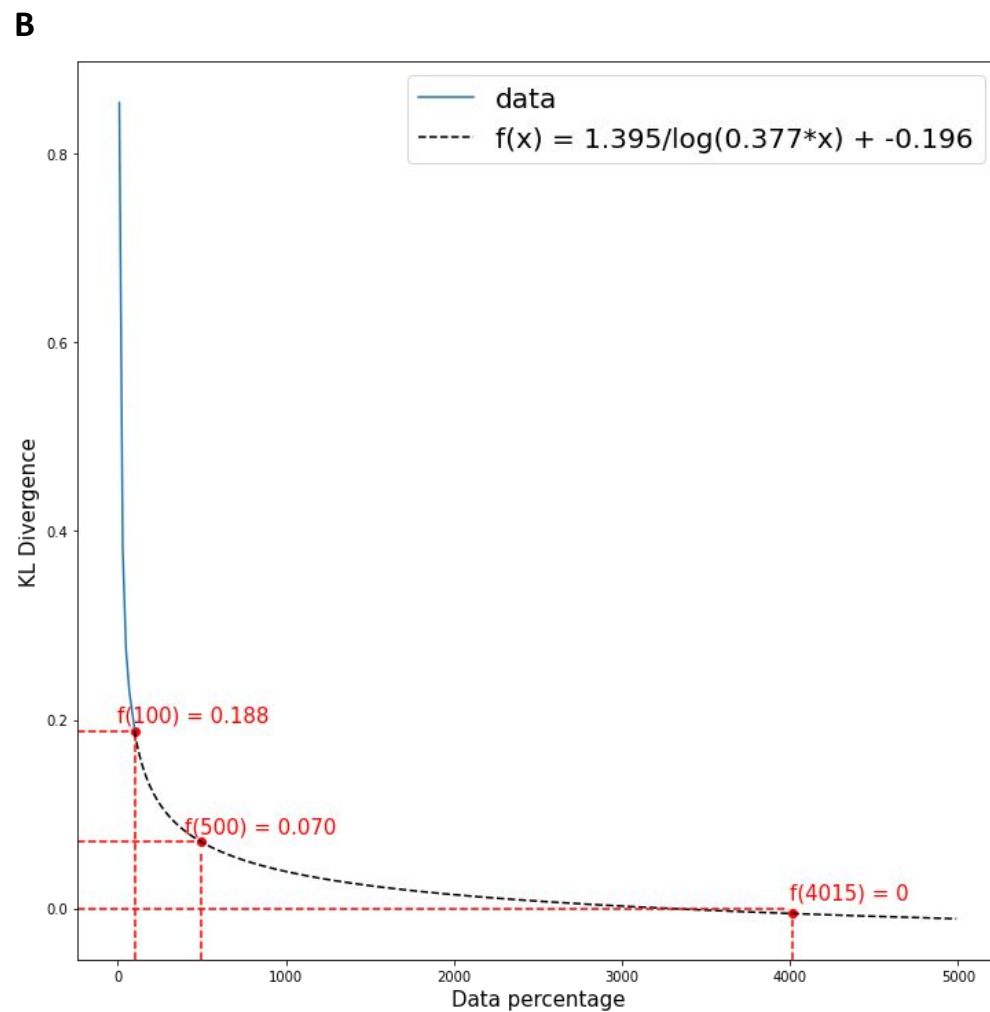 B
data
f(x) = 1.395/log(0.377*x) + -0.196
0.8
0.6
0.4
0.2
0.0
KL Divergence
f(100) = 0.188
f(500) = 0.070
f(4015) = 0
0 1000 2000 3000 4000 5000
Data percentage